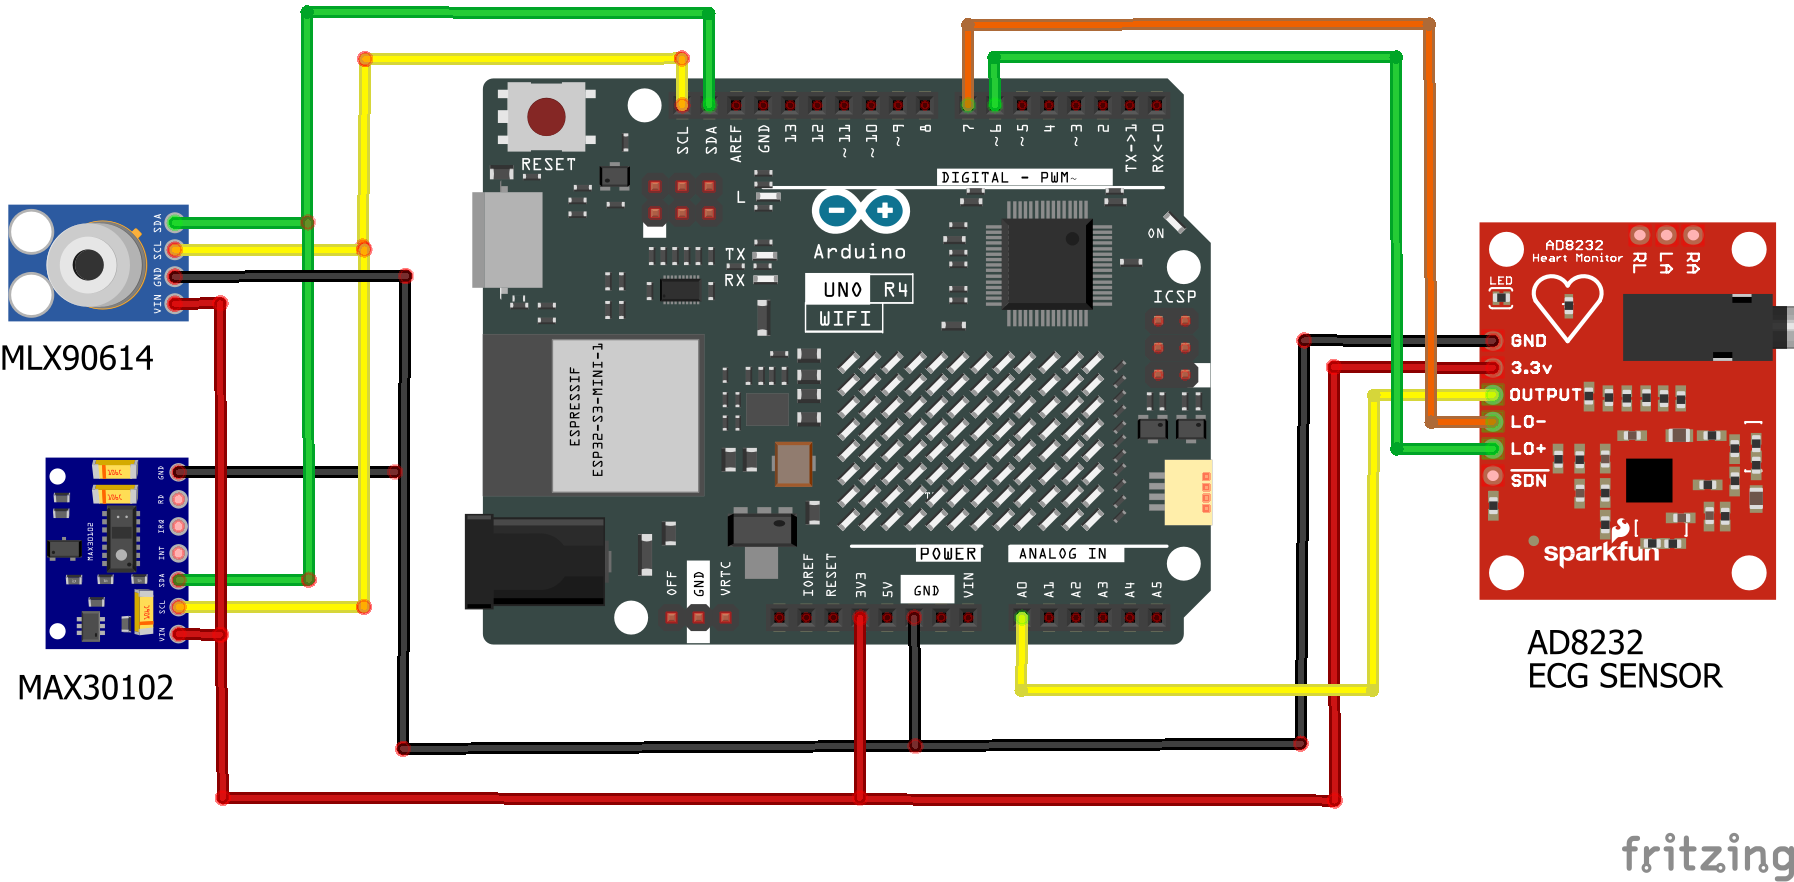 RESET
SCL
SDA
AREF
GND
13
12
~11
~10
~9
8
7
~6
~5
4
~3
2
TX->1
RX<-0
DIGITAL - PWM~
L
TX
RX
Arduino
UNO R4
WIFI
ON
ICSP
ESPRESSIF
ESP32-S3-MINI-1
POWER
ANALOG IN
OFF
GND
VRTC
IOREF
RESET
3V3
5V
GND
VIN
A0
A1
A2
A3
A4
A5
SDA
SCL
GND
VIN
MLX90614
GND
RD
IRD
INT
SDA
SCL
VIN
MAX30102
106C
106C
106C
MAX30102
AD8232
Heart Monitor
RL
LA
RA
LED
GND
3.3v
OUTPUT
LO-
LO+
SDN
sparkfun
AD8232
ECG SENSOR
fritzing